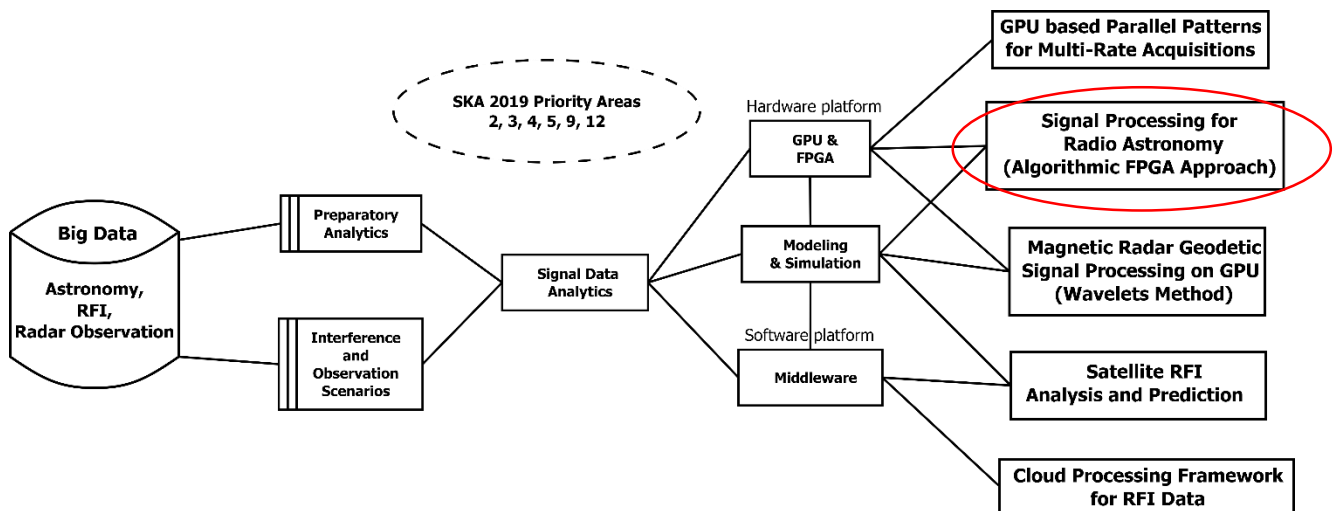 GPU based Parallel Patterns
for Multi-Rate Acquisitions
SKA 2019 Priority Areas
2, 3, 4, 5, 9, 12
Hardware platform
GPU &
FPGA
Signal Processing for
Radio Astronomy
(Algorithmic FPGA Approach)
Big Data
Astronomy,
RFI,
Radar Observation
Preparatory
Analytics
Interference
and
Observation
Scenarios
Signal Data
Analytics
Modeling
& Simulation
Magnetic Radar Geodetic
Signal Processing on GPU
(Wavelets Method)
Software platform
Middleware
Satellite RFI
Analysis and Prediction
Cloud Processing Framework
for RFI Data